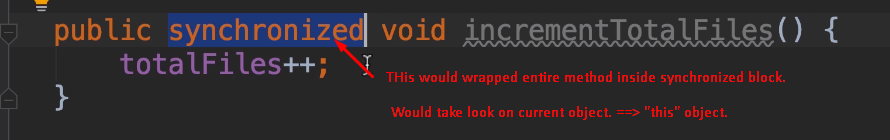 public synchronized void incrementTotalFiles() {
totalFiles++;
THis would wrapped entire method inside synchronized block.
Would take look on current object. ==> "this" object.
}